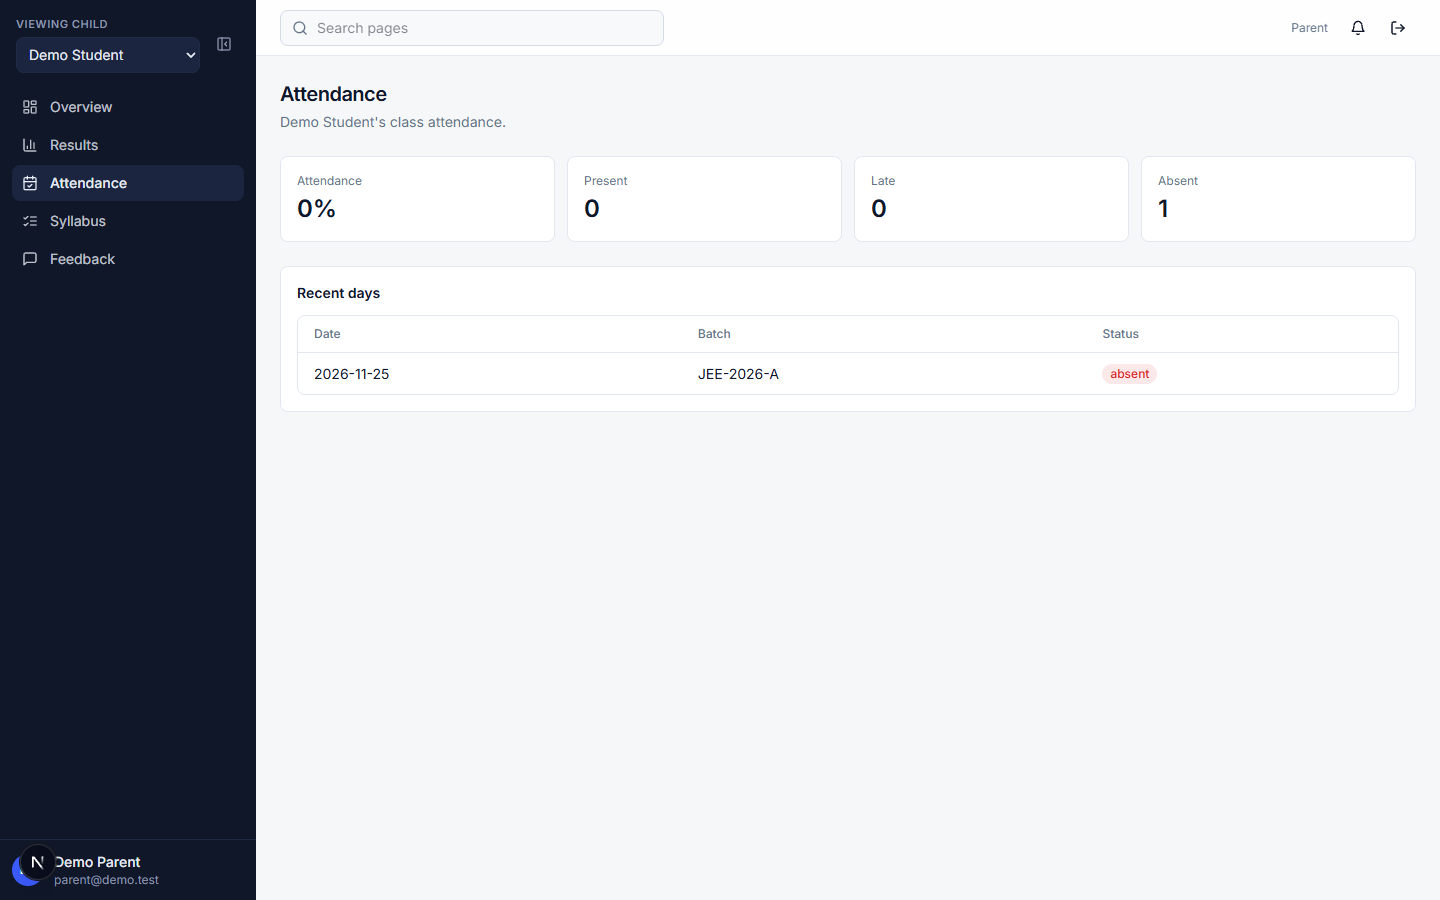 VIEWING CHILD
Demo Student
Overview
Results
Attendance
Syllabus
Feedback
N
Demo Parent
parent@demo.test
Search pages
Parent
Attendance
Demo Student's class attendance.
Attendance
0%
Present
0
Late
0
Absent
1
Recent days
Date Batch Status
2026-11-25 JEE-2026-A absent